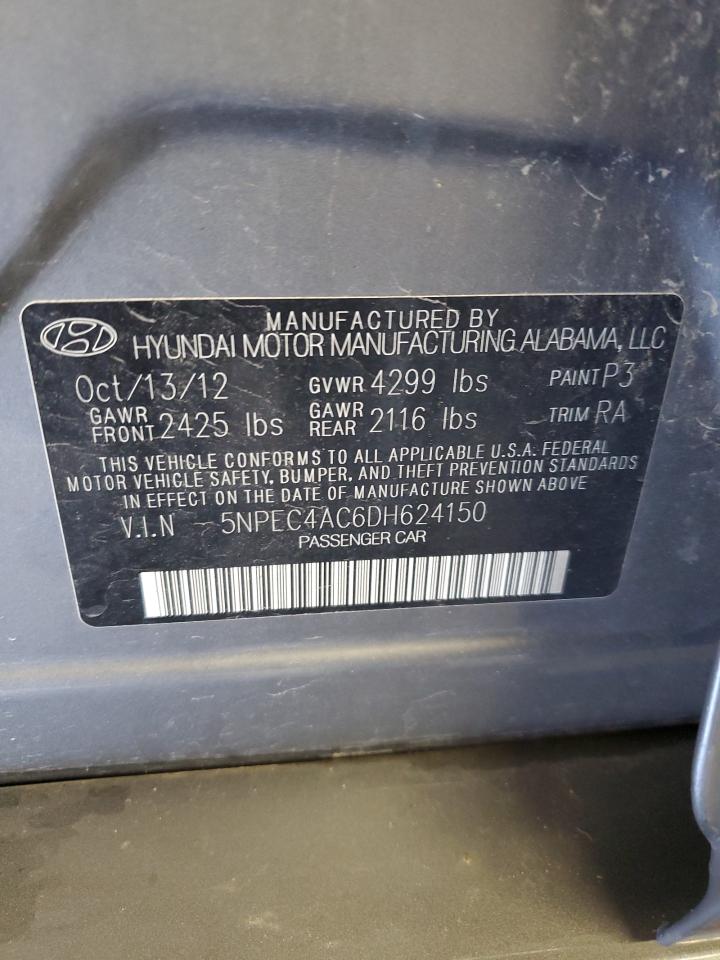 MANUFACTURED BY
HYUNDAI MOTOR MANUFACTURING ALABAMA, LLC
Oct/13/12 GVWR 4299 lbs PAINT P3
GAWR FRONT 2425 lbs GAWR REAR 2116 lbs TRIM RA
THIS VEHICLE CONFORMS TO ALL APPLICABLE U.S.A. FEDERAL
MOTOR VEHICLE SAFETY, BUMPER, AND THEFT PREVENTION STANDARDS
IN EFFECT ON THE DATE OF MANUFACTURE SHOWN ABOVE
V.I.N 5NPEC4AC6DH624150
PASSENGER CAR